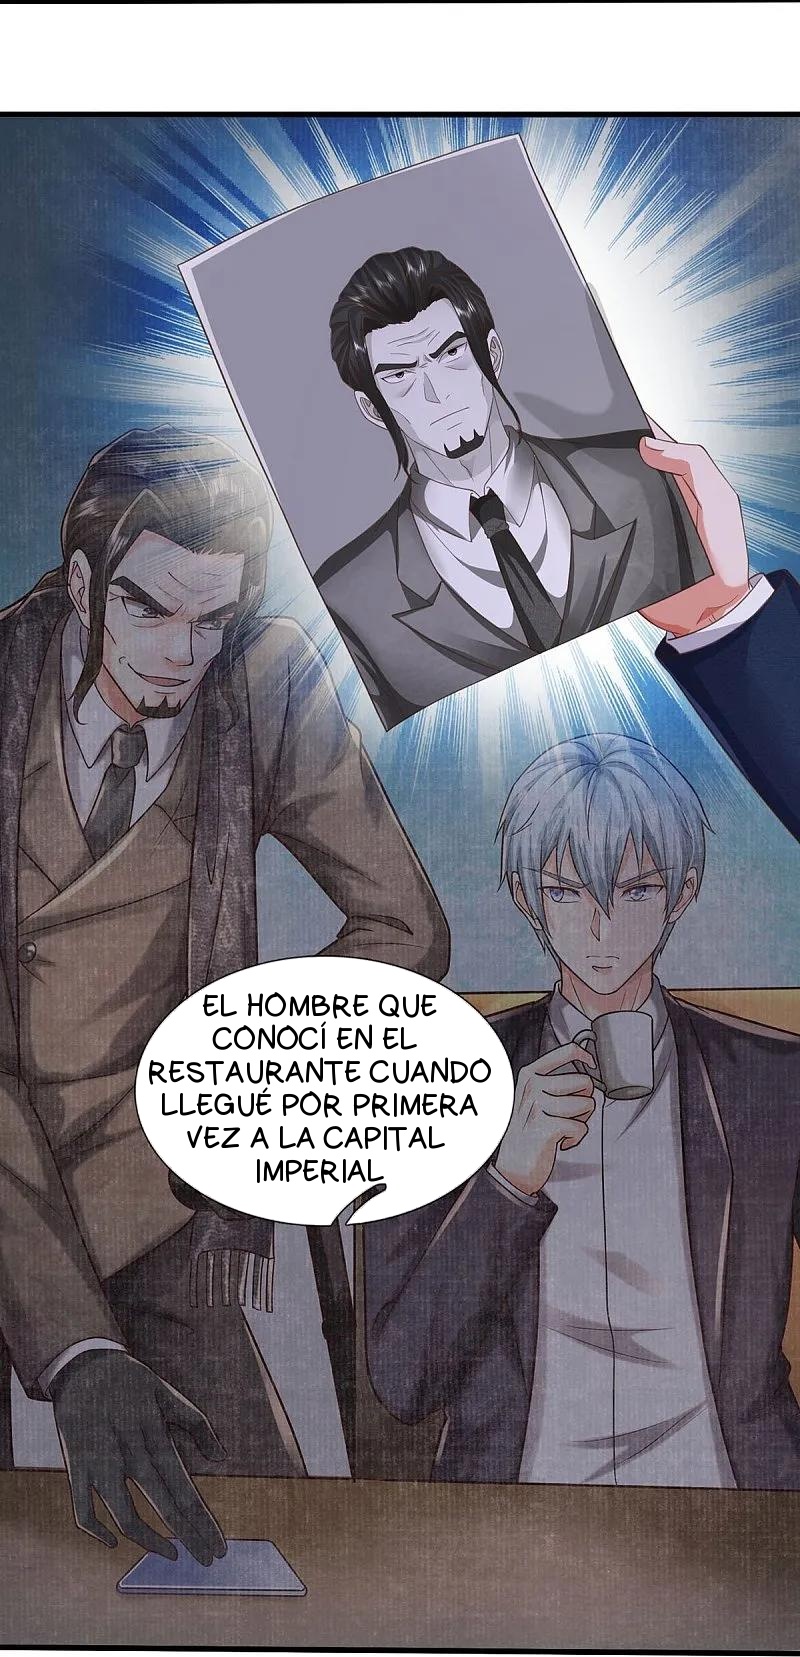 EL HOMBRE QUE
CONOCÍ EN EL
RESTAURANTE CUANDO
LLEGUÉ POR PRIMERA
VEZ A LA CAPITAL
IMPERIAL